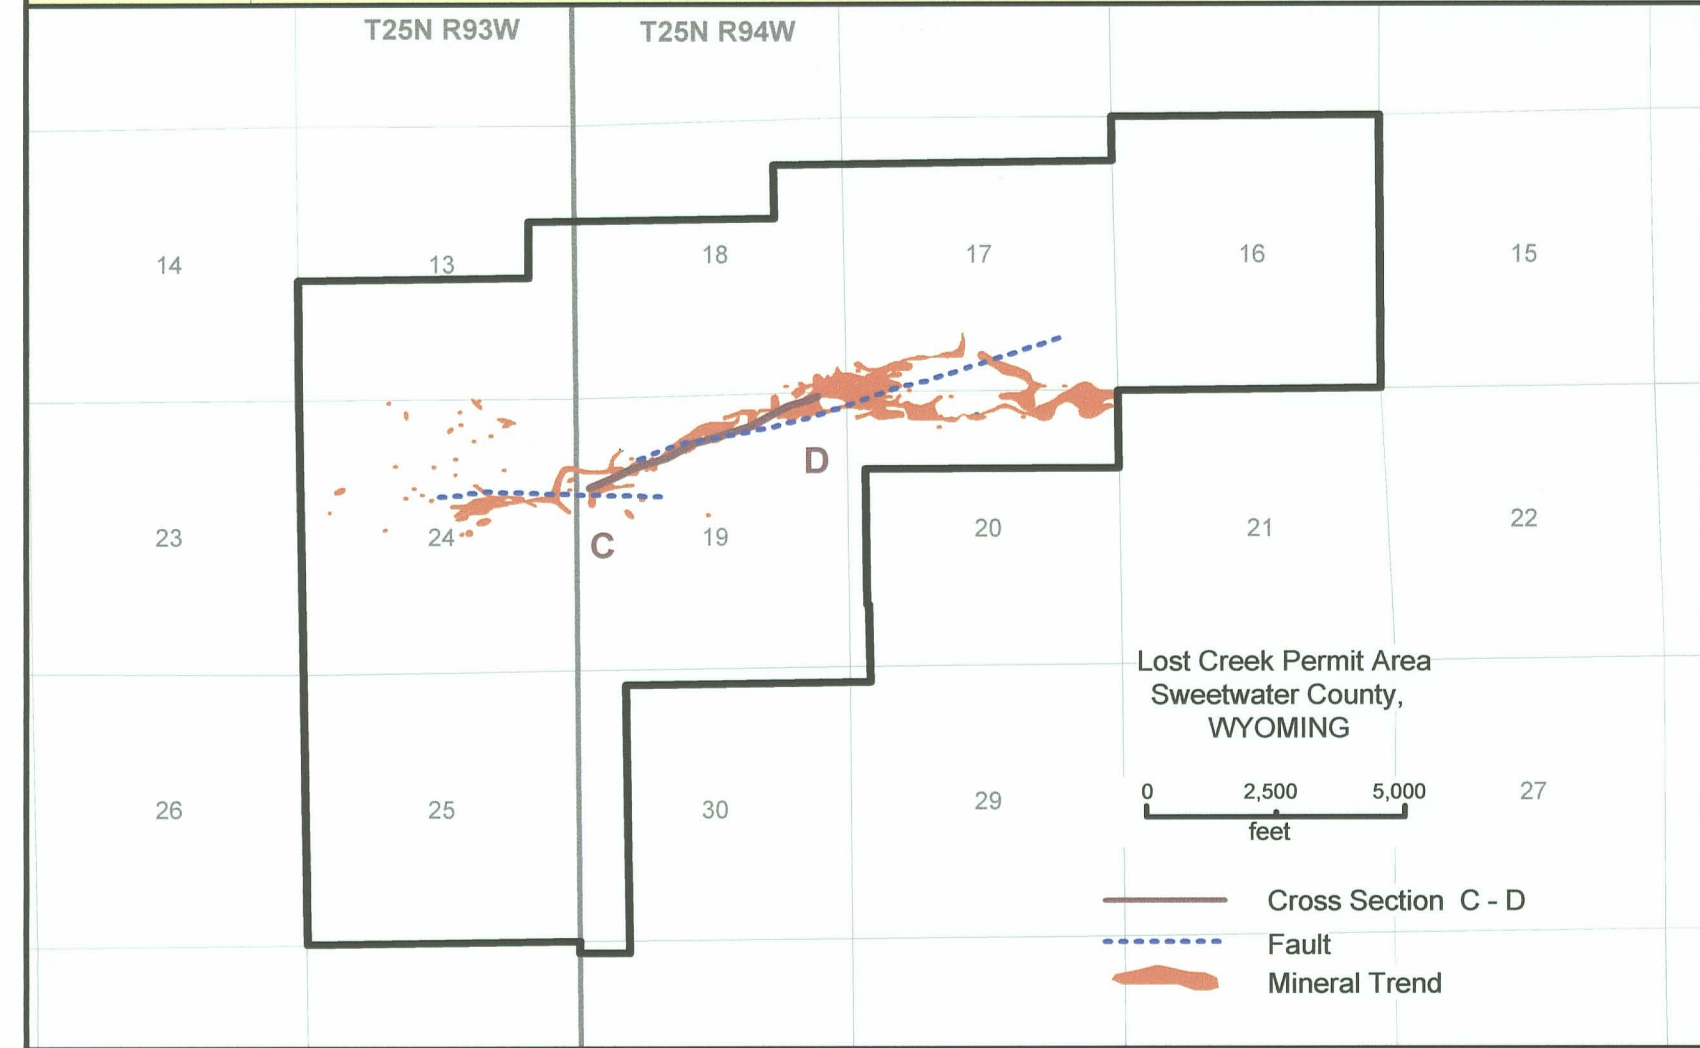 T25N R93W T25N R94W
14 13 18 17 16 15
D
23 24 C 19 20 21 22
Lost Creek Permit Area
Sweetwater County,
WYOMING
26 25 30 29 27
0 2,500 5,000
feet
Cross Section C - D
Fault
Mineral Trend